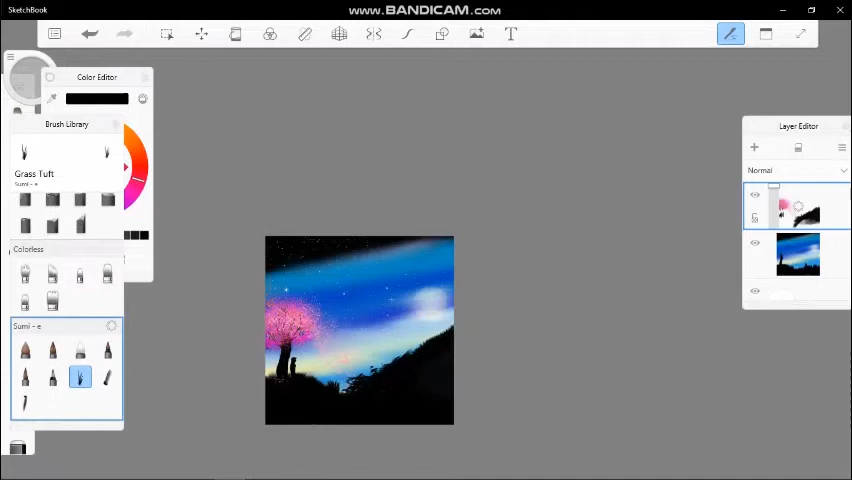 SketchBook
www.BANDICAM.com
Color Editor
Brush Library
Grass Tuft
Sumi - e
Colorless
Sumi - e
Layer Editor
Normal